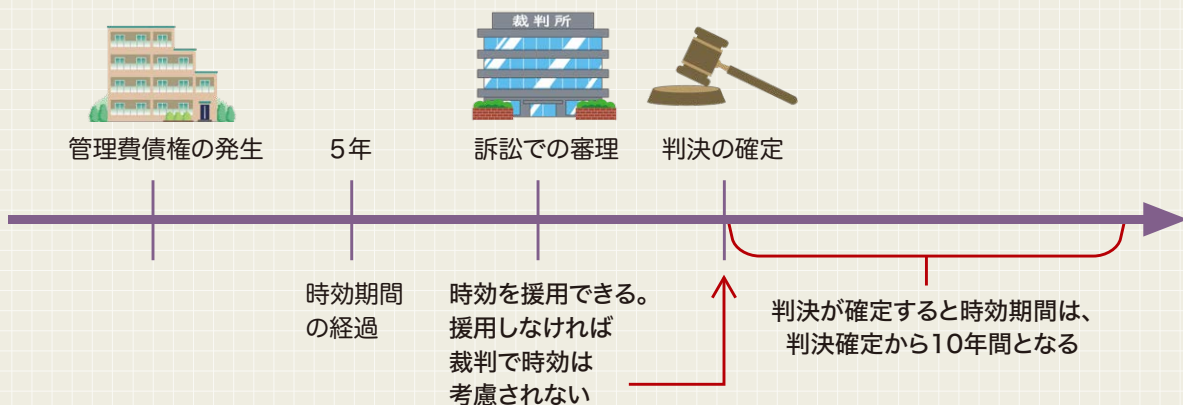 裁判所
管理費債権の発生
5年
訴訟での審理
判決の確定
時効期間
の経過
時効を援用できる。
援用しなければ
裁判で時効は
考慮されない
判決が確定すると時効期間は、
判決確定から10年間となる